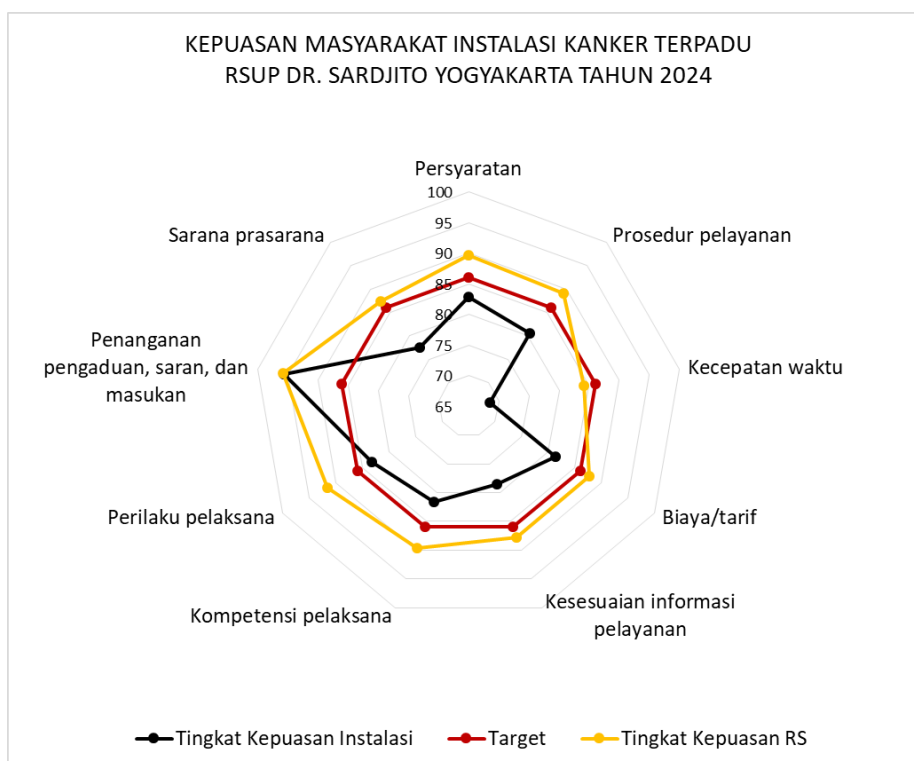 KEPUASAN MASYARAKAT INSTALASI KANKER TERPADU
RSUP DR. SARDJITO YOGYAKARTA TAHUN 2024
Persyaratan
100
95
90
85
80
75
70
65
Prosedur pelayanan
Kecepatan waktu
Biaya/tarif
Kesesuaian informasi
pelayanan
Kompetensi pelaksana
Perilaku pelaksana
Penanganan
pengaduan, saran, dan
masukan
Sarana prasarana
Tingkat Kepuasan Instalasi
Target
Tingkat Kepuasan RS